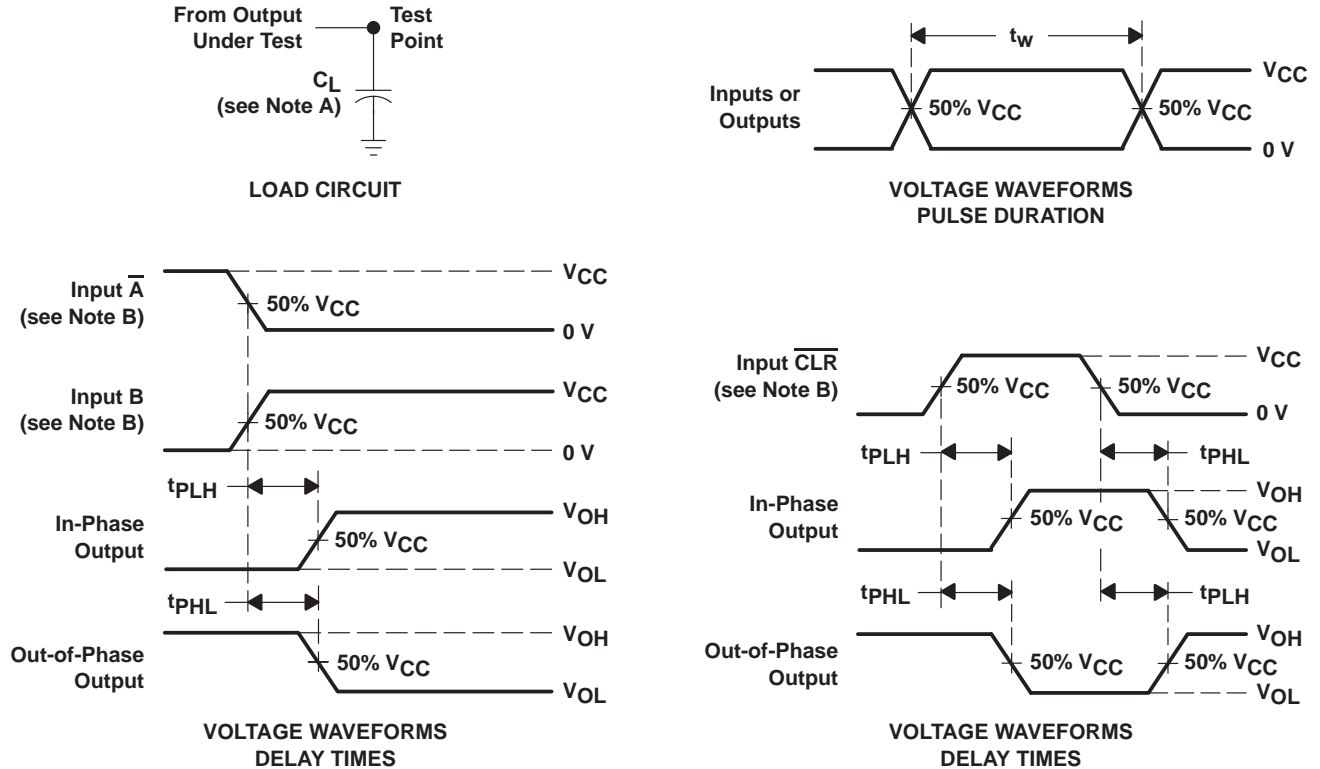 From Output
Under Test
Test
Point
CL
(see Note A)
LOAD CIRCUIT
tw
Inputs or
Outputs
50% VCC
50% VCC
VCC
0 V
VOLTAGE WAVEFORMS
PULSE DURATION
Input A̅
(see Note B)
50% VCC
VCC
0 V
Input B
(see Note B)
50% VCC
VCC
0 V
tPLH
In-Phase
Output
50% VCC
VOH
VOL
tPHL
Out-of-Phase
Output
50% VCC
VOH
VOL
VOLTAGE WAVEFORMS
DELAY TIMES
Input C̅L̅R̅
(see Note B)
50% VCC
50% VCC
VCC
0 V
tPLH
tPHL
In-Phase
Output
50% VCC
50% VCC
VOH
VOL
tPHL
tPLH
Out-of-Phase
Output
50% VCC
50% VCC
VOH
VOL
VOLTAGE WAVEFORMS
DELAY TIMES